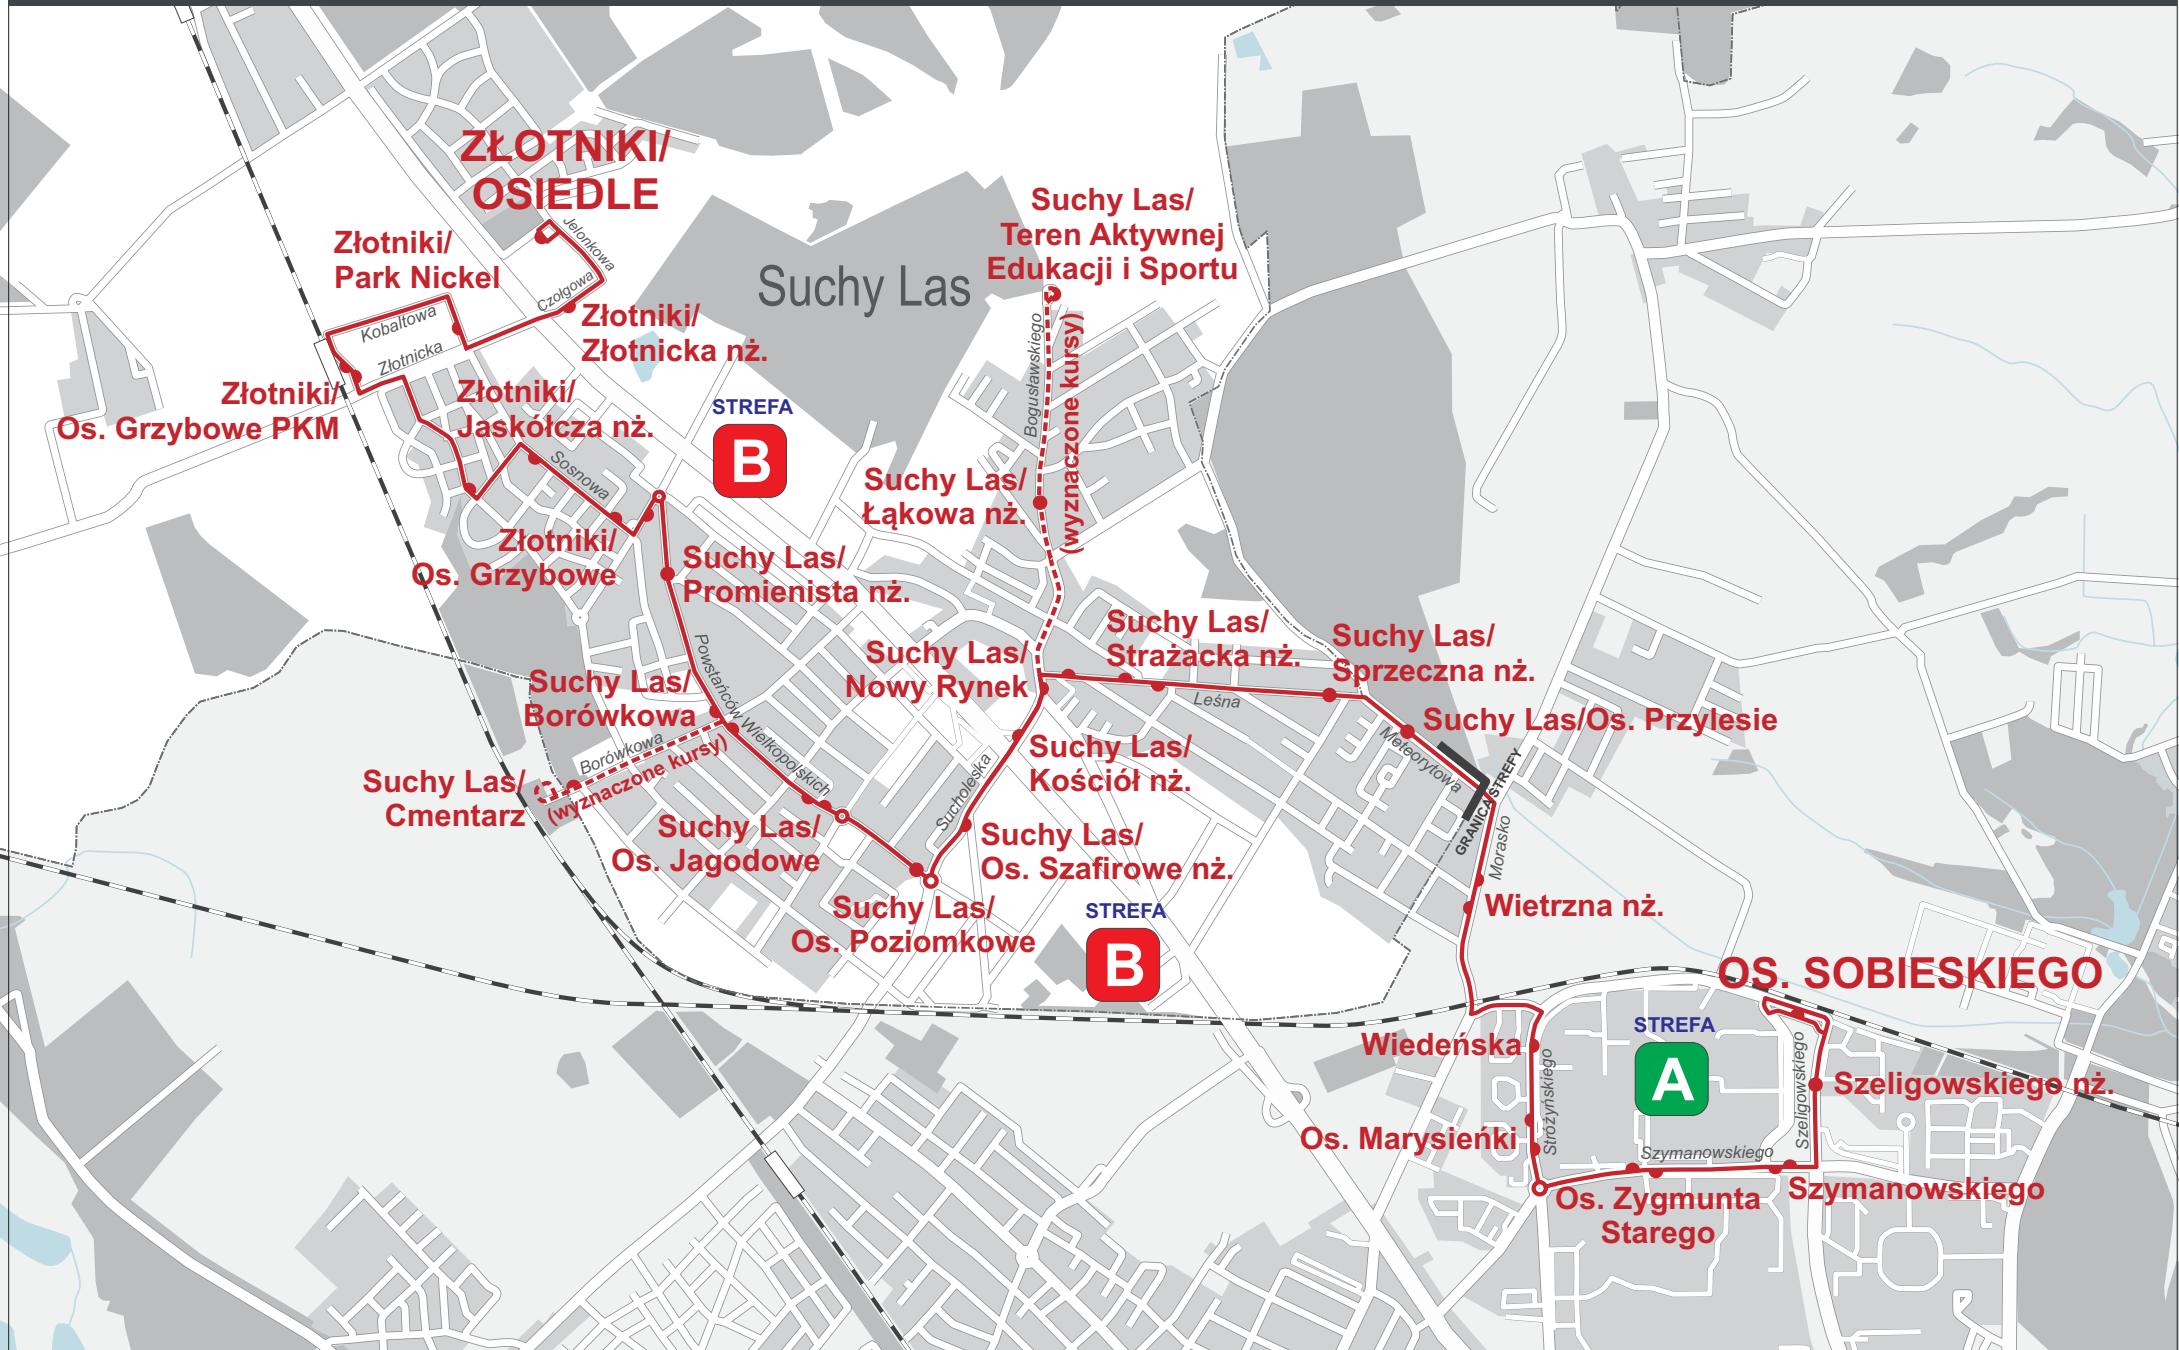 ZŁOTNIKI/
OSIEDLE
Jelonkowa
Czołgowa
Złotniki/
Park Nickel
Kobaltowa
Złotnicka
Złotniki/
Złotnicka nż.
Złotniki/
Os. Grzybowe PKM
Złotniki/
Jaskółcza nż.
Sosnowa
Złotniki/
Os. Grzybowe
STREFA
B
Suchy Las
Suchy Las/
Teren Aktywnej
Edukacji i Sportu
Bogusławskiego
(wyznaczone kursy)
Suchy Las/
Łąkowa nż.
Suchy Las/
Promienista nż.
Powstańców Wielkopolskich
Suchy Las/
Borówkowa
Borówkowa
(wyznaczone kursy)
Suchy Las/
Cmentarz
Suchy Las/
Os. Jagodowe
Suchy Las/
Os. Poziomkowe
Suchy Las/
Os. Szafirowe nż.
Sucholeska
Suchy Las/
Kościół nż.
Suchy Las/
Nowy Rynek
Suchy Las/
Strażacka nż.
Leśna
Suchy Las/
Sprzeczna nż.
Suchy Las/Os. Przylesie
Meteorytowa
GRANICA STREFY
Morasko
STREFA
B
Wietrzna nż.
OS. SOBIESKIEGO
STREFA
A
Wiedeńska
Stróżyńskiego
Os. Marysieńki
Szymanowskiego
Os. Zygmunta
Starego
Szymanowskiego
Szeligowskiego
Szeligowskiego nż.